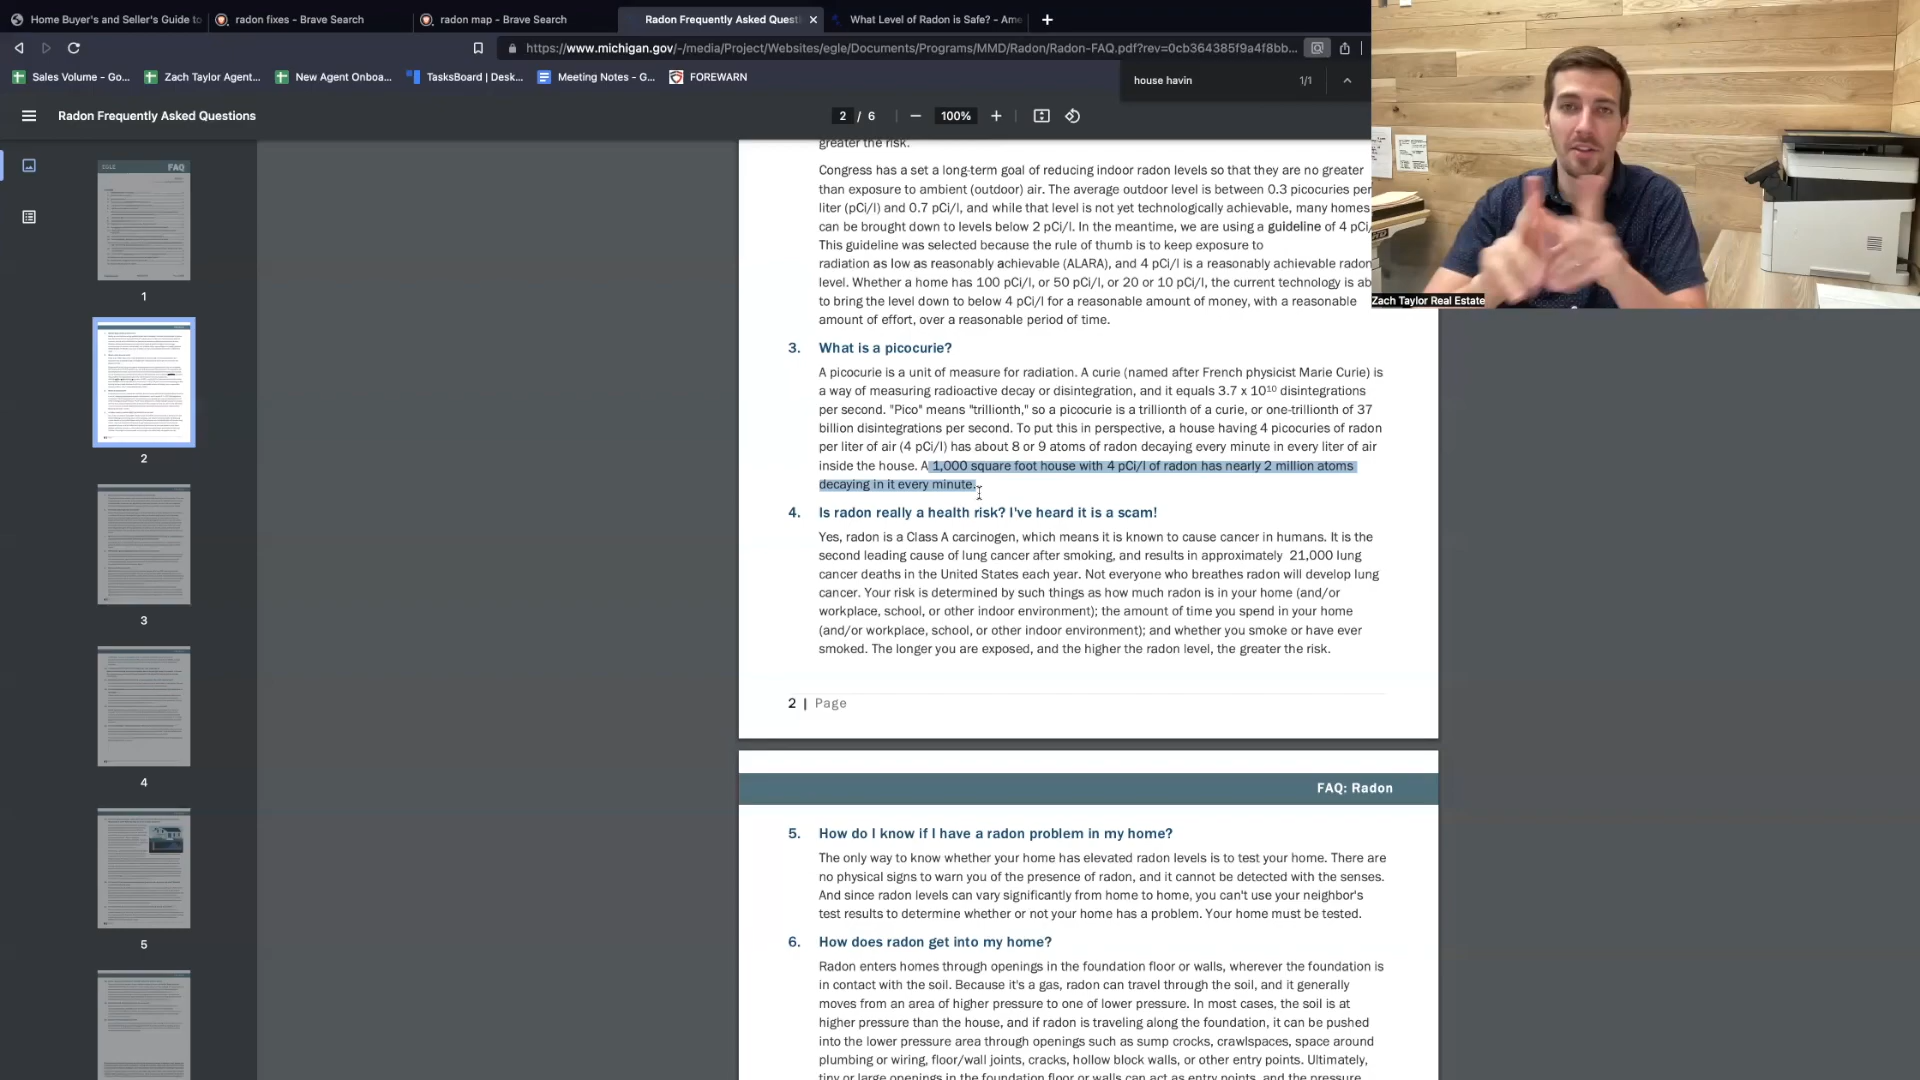 Home Buyer's and Seller's Guide to
radon fixes - Brave Search
radon map - Brave Search
Radon Frequently Asked Questi
What Level of Radon is Safe? - Ame
https://www.michigan.gov/-/media/Project/Websites/egle/Documents/Programs/MMD/Radon/Radon-FAQ.pdf?rev=0cb364385f9a4f8bb...
Sales Volume - Go...
Zach Taylor Agent...
New Agent Onboa...
TasksBoard | Desk...
Meeting Notes - G...
FOREWARN
house havin
1/1
Radon Frequently Asked Questions
2 / 6
100%
Zach Taylor Real Estate
FAQ
1
2
3
4
5
greater the risk.
Congress has a set a long-term goal of reducing indoor radon levels so that they are no greater
than exposure to ambient (outdoor) air. The average outdoor level is between 0.3 picocuries per
liter (pCi/l) and 0.7 pCi/l, and while that level is not yet technologically achievable, many homes
can be brought down to levels below 2 pCi/l. In the meantime, we are using a guideline of 4 pCi/
This guideline was selected because the rule of thumb is to keep exposure to
radiation as low as reasonably achievable (ALARA), and 4 pCi/l is a reasonably achievable radon
level. Whether a home has 100 pCi/l, or 50 pCi/l, or 20 or 10 pCi/l, the current technology is ab
to bring the level down to below 4 pCi/l for a reasonable amount of money, with a reasonable
amount of effort, over a reasonable period of time.
3. What is a picocurie?
A picocurie is a unit of measure for radiation. A curie (named after French physicist Marie Curie) is
a way of measuring radioactive decay or disintegration, and it equals 3.7 x 10¹⁰ disintegrations
per second. "Pico" means "trillionth," so a picocurie is a trillionth of a curie, or one-trillionth of 37
billion disintegrations per second. To put this in perspective, a house having 4 picocuries of radon
per liter of air (4 pCi/l) has about 8 or 9 atoms of radon decaying every minute in every liter of air
inside the house. A 1,000 square foot house with 4 pCi/l of radon has nearly 2 million atoms
decaying in it every minute.
4. Is radon really a health risk? I've heard it is a scam!
Yes, radon is a Class A carcinogen, which means it is known to cause cancer in humans. It is the
second leading cause of lung cancer after smoking, and results in approximately 21,000 lung
cancer deaths in the United States each year. Not everyone who breathes radon will develop lung
cancer. Your risk is determined by such things as how much radon is in your home (and/or
workplace, school, or other indoor environment); the amount of time you spend in your home
(and/or workplace, school, or other indoor environment); and whether you smoke or have ever
smoked. The longer you are exposed, and the higher the radon level, the greater the risk.
2 | Page
FAQ: Radon
5. How do I know if I have a radon problem in my home?
The only way to know whether your home has elevated radon levels is to test your home. There are
no physical signs to warn you of the presence of radon, and it cannot be detected with the senses.
And since radon levels can vary significantly from home to home, you can't use your neighbor's
test results to determine whether or not your home has a problem. Your home must be tested.
6. How does radon get into my home?
Radon enters homes through openings in the foundation floor or walls, wherever the foundation is
in contact with the soil. Because it's a gas, radon can travel through the soil, and it generally
moves from an area of higher pressure to one of lower pressure. In most cases, the soil is at
higher pressure than the house, and if radon is traveling along the foundation, it can be pushed
into the lower pressure area through openings such as sump crocks, crawlspaces, space around
plumbing or wiring, floor/wall joints, cracks, hollow block walls, or other entry points. Ultimately,
tiny or large openings in the foundation floor or walls can act as entry points, and the pressure